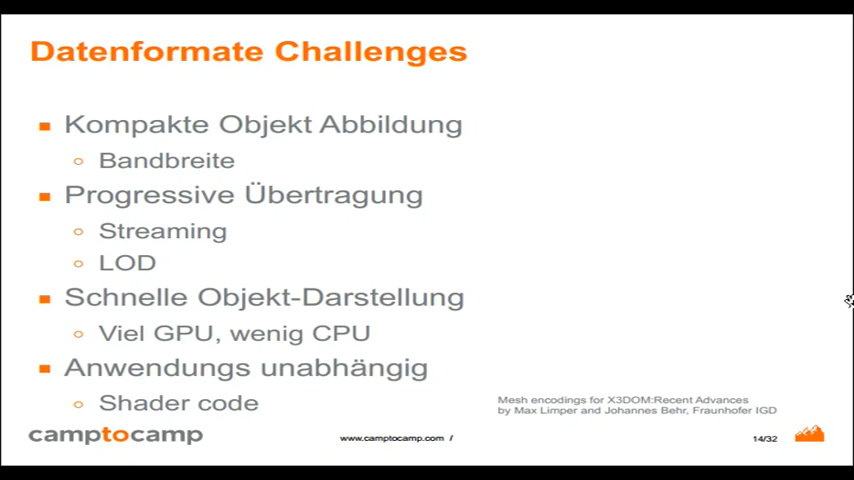 Datenformate Challenges
Kompakte Objekt Abbildung
Bandbreite
Progressive Übertragung
Streaming
LOD
Schnelle Objekt-Darstellung
Viel GPU, wenig CPU
Anwendungs unabhängig
Shader code
Mesh encodings for X3DOM:Recent Advances
by Max Limper and Johannes Behr, Fraunhofer IGD
camptocamp
www.camptocamp.com /
14/32